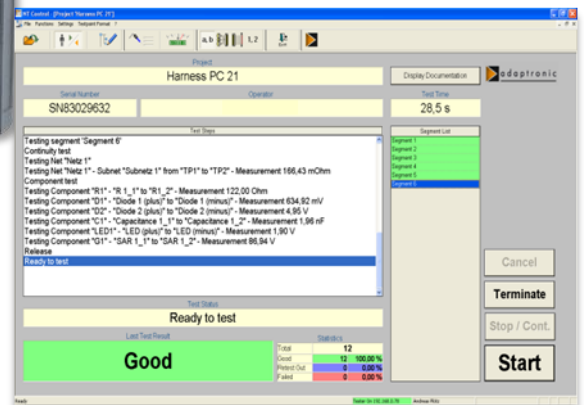 NT Control - [Project 'Harness PC 21']
File Functions Settings Testpoint Format ?
a,b
1,2
Project
Harness PC 21
Display Documentation
adaptronic
Serial Number
Operator
Test Time
SN83029632
28,5 s
Test Steps
Segment List
Testing segment 'Segment 6'
Continuity test
Testing Net "Netz 1"
Testing Net "Netz 1" - Subnet "Subnetz 1" from "TP1" to "TP2" - Measurement 166,43 mOhm
Component test
Testing Component "R1" - "R 1_1" to "R1_2" - Measurement 122,00 Ohm
Testing Component "D1" - "Diode 1 (plus)" to "Diode 1 (minus)" - Measurement 634,92 mV
Testing Component "D2" - "Diode 2 (plus)" to "Diode 2 (minus)" - Measurement 4,95 V
Testing Component "C1" - "Capacitance 1_1" to "Capacitance 1_2" - Measurement 1,96 nF
Testing Component "LED1" - "LED (plus)" to "LED (minus)" - Measurement 1,90 V
Testing Component "G1" - "SAR 1_1" to "SAR 1_2" - Measurement 86,94 V
Release
Ready to test
Segment 1
Segment 2
Segment 3
Segment 4
Segment 5
Segment 6
Cancel
Terminate
Stop / Cont.
Start
Test Status
Ready to test
Last Test Result
Good
Statistics
Total 12
Good 12 100,00 %
Retest Out 0 0,00 %
Failed 0 0,00 %
Ready